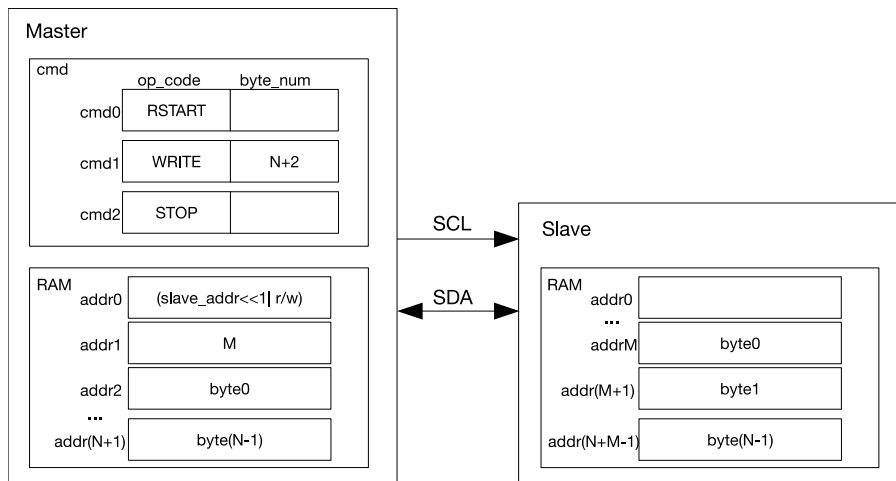 Master
cmd
op_code byte_num
cmd0 RSTART
cmd1 WRITE N+2
cmd2 STOP
RAM
addr0 (slave_addr<<1| r/w)
addr1 M
addr2 byte0
...
addr(N+1) byte(N-1)
SCL
SDA
Slave
RAM
addr0
...
addrM byte0
addr(M+1) byte1
addr(N+M-1) byte(N-1)